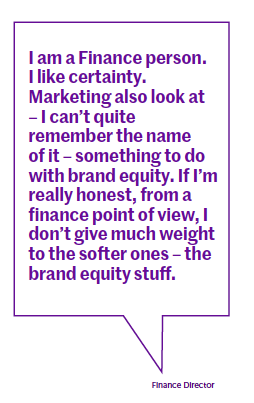 I am a Finance person.
I like certainty.
Marketing also look at
– I can’t quite
remember the name
of it – something to do
with brand equity. If I’m
really honest, from a
finance point of view, I
don’t give much weight
to the softer ones – the
brand equity stuff.
Finance Director